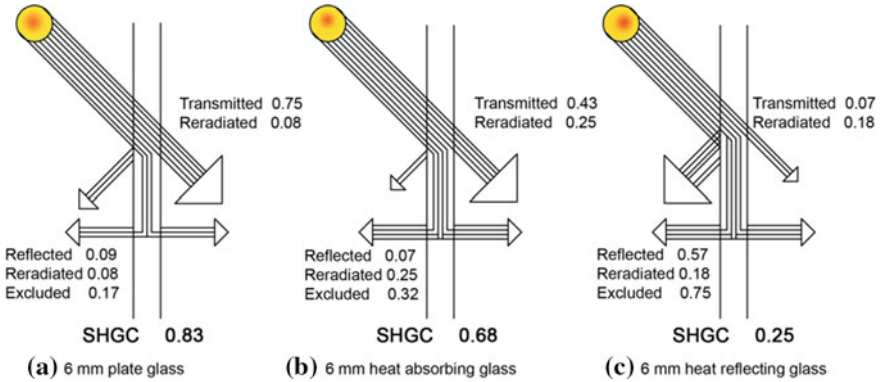 Transmitted 0.75
Reradiated 0.08
Reflected 0.09
Reradiated 0.08
Excluded 0.17
SHGC 0.83
(a) 6 mm plate glass
Transmitted 0.43
Reradiated 0.25
Reflected 0.07
Reradiated 0.25
Excluded 0.32
SHGC 0.68
(b) 6 mm heat absorbing glass
Transmitted 0.07
Reradiated 0.18
Reflected 0.57
Reradiated 0.18
Excluded 0.75
SHGC 0.25
(c) 6 mm heat reflecting glass